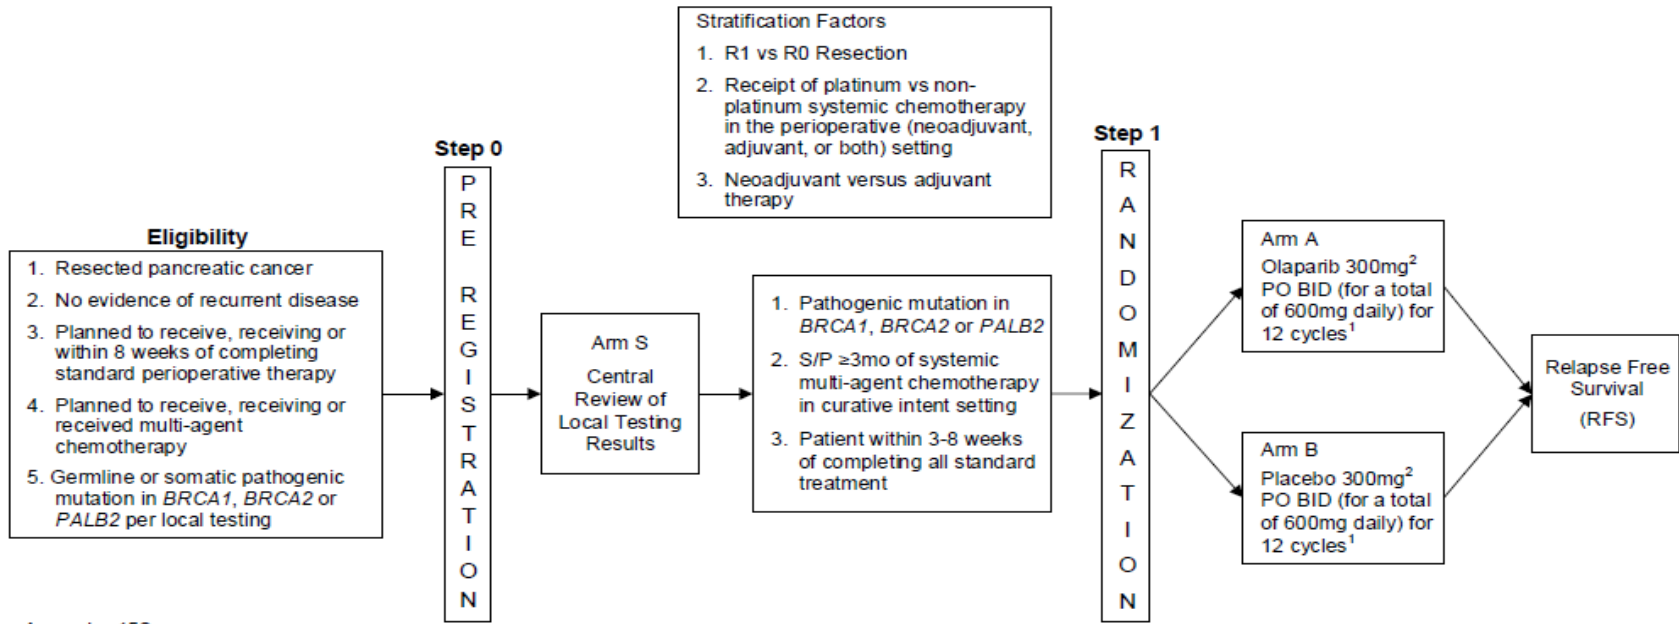 Stratification Factors
1. R1 vs R0 Resection
2. Receipt of platinum vs non-
platinum systemic chemotherapy
in the perioperative (neoadjuvant,
adjuvant, or both) setting
3. Neoadjuvant versus adjuvant
therapy
Eligibility
1. Resected pancreatic cancer
2. No evidence of recurrent disease
3. Planned to receive, receiving or
within 8 weeks of completing
standard perioperative therapy
4. Planned to receive, receiving or
received multi-agent
chemotherapy
5. Germline or somatic pathogenic
mutation in BRCA1, BRCA2 or
PALB2 per local testing
Step 0
PRE REGISTRATION
Arm S
Central
Review of
Local Testing
Results
1. Pathogenic mutation in
BRCA1, BRCA2 or PALB2
2. S/P ≥3mo of systemic
multi-agent chemotherapy
in curative intent setting
3. Patient within 3-8 weeks
of completing all standard
treatment
Step 1
RANDOMIZATION
Arm A
Olaparib 300mg²
PO BID (for a total
of 600mg daily) for
12 cycles¹
Arm B
Placebo 300mg²
PO BID (for a total
of 600mg daily) for
12 cycles¹
Relapse Free
Survival
(RFS)